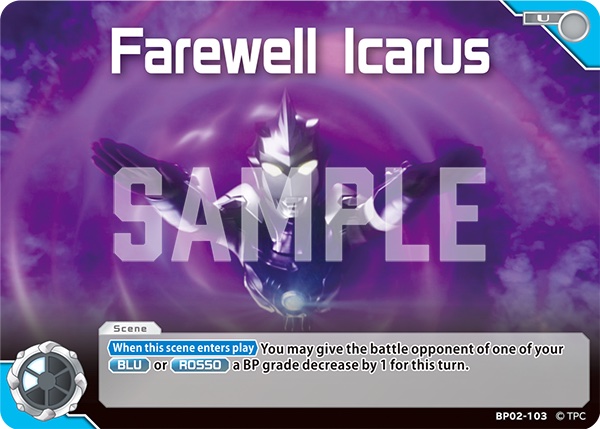 U
Farewell Icarus
SAMPLE
Scene
When this scene enters play You may give the battle opponent of one of your
BLU or ROSSO a BP grade decrease by 1 for this turn.
BP02-103 © TPC